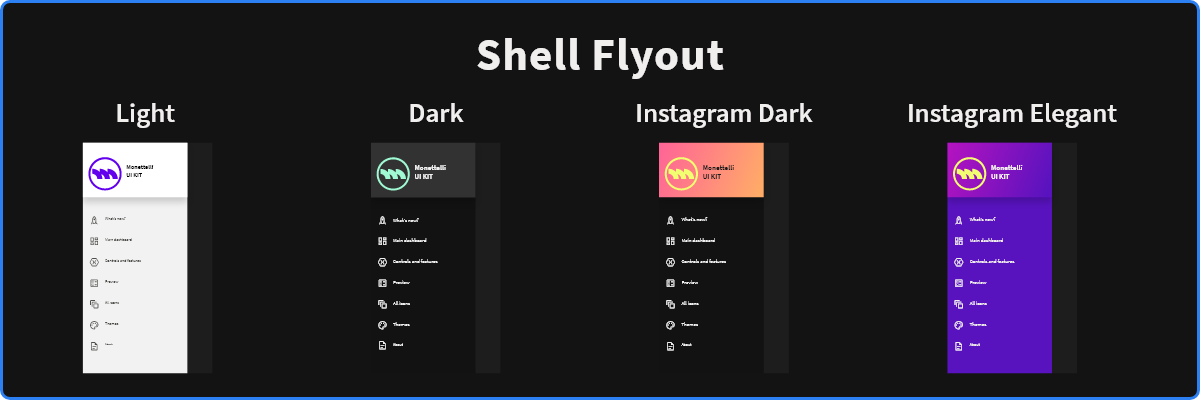 Shell Flyout
Light
Dark
Instagram Dark
Instagram Elegant
Monettelli
UI KIT
What's new?
Main dashboard
Controls and features
Preview
All icons
Themes
About
Monettelli
UI KIT
What's new?
Main dashboard
Controls and features
Preview
All icons
Themes
About
Monettelli
UI KIT
What's new?
Main dashboard
Controls and features
Preview
All icons
Themes
About
Monettelli
UI KIT
What's new?
Main dashboard
Controls and features
Preview
All icons
Themes
About